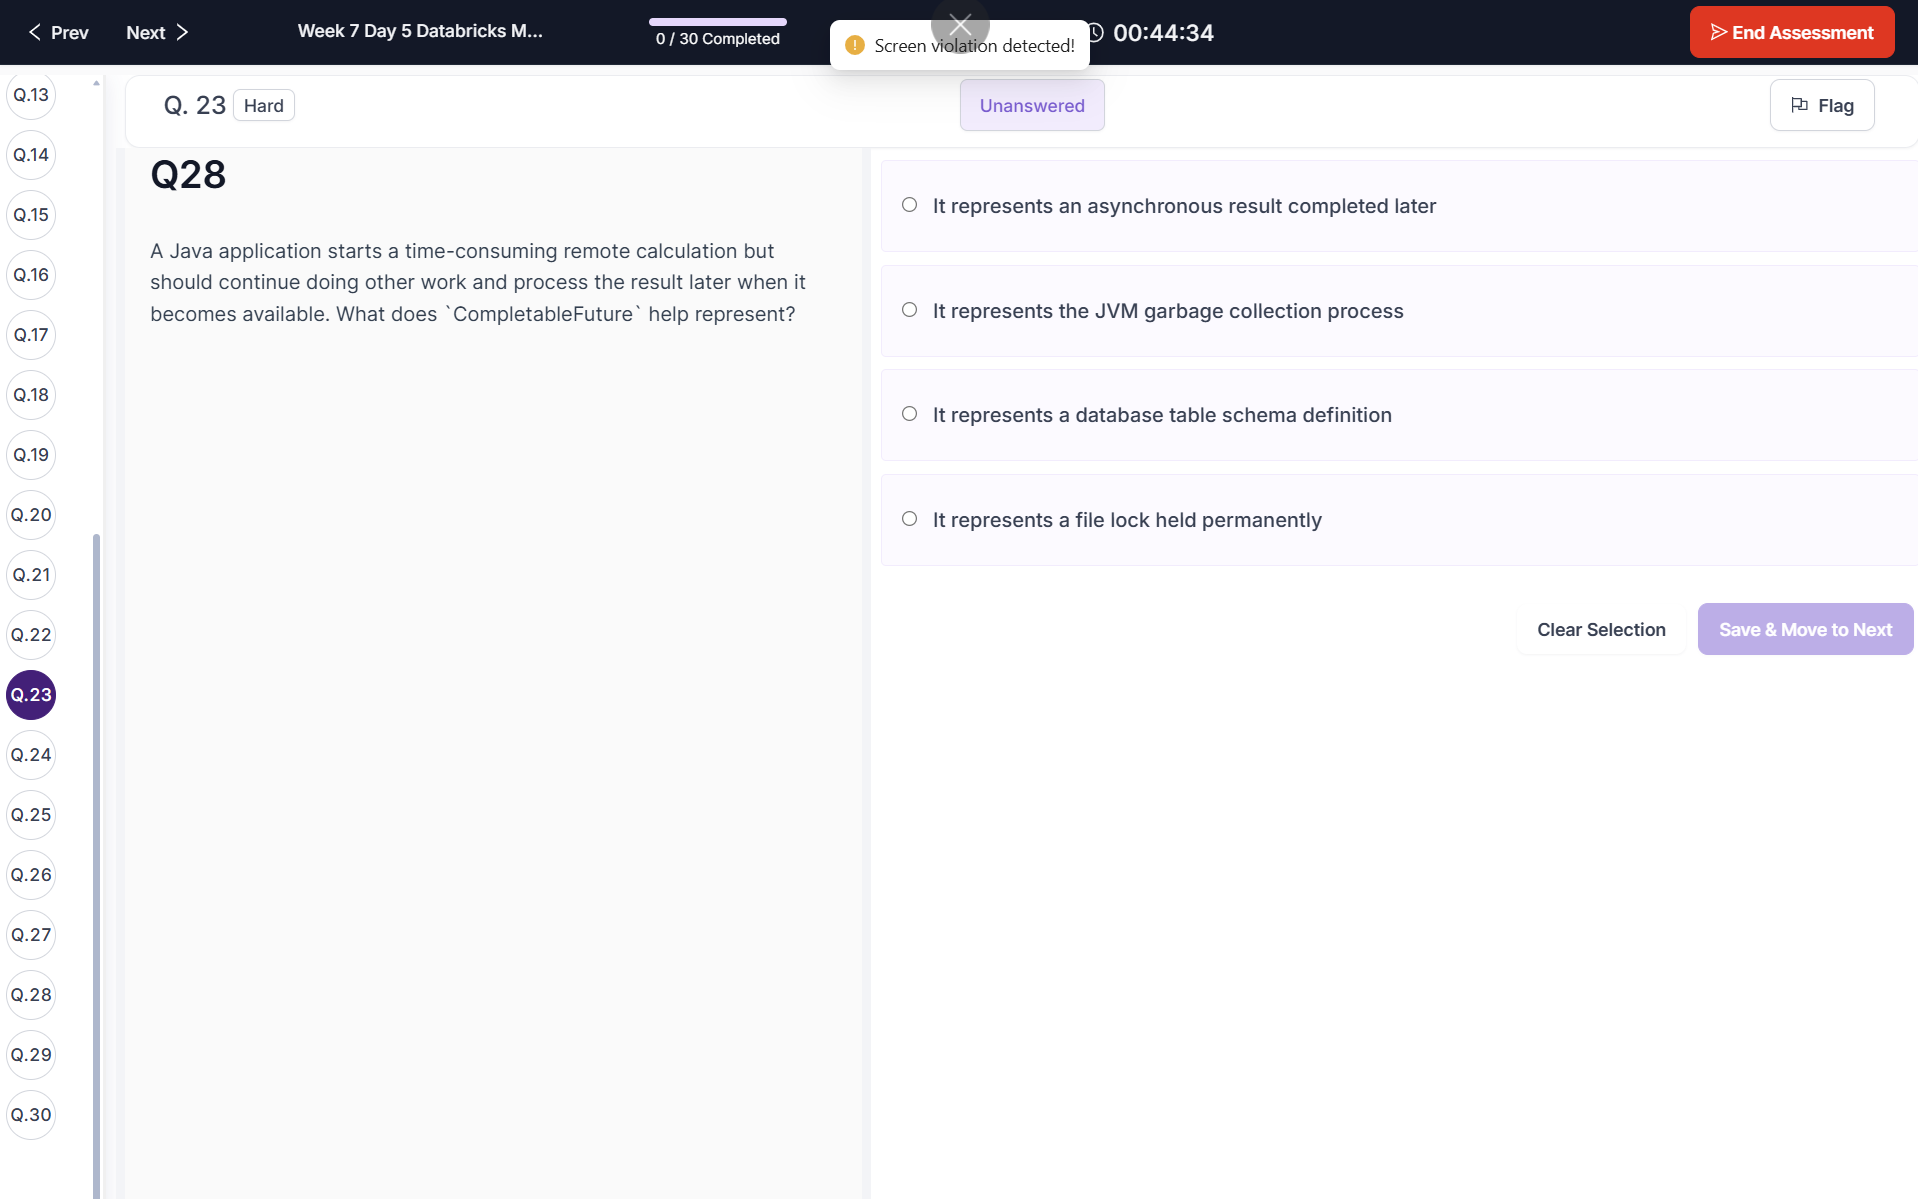 Prev
Next
Week 7 Day 5 Databricks M...
0 / 30 Completed
Screen violation detected!
00:44:34
End Assessment
Q.13
Q.14
Q.15
Q.16
Q.17
Q.18
Q.19
Q.20
Q.21
Q.22
Q.23
Q.24
Q.25
Q.26
Q.27
Q.28
Q.29
Q.30
Q. 23
Hard
Unanswered
Flag
Q28
A Java application starts a time-consuming remote calculation but
should continue doing other work and process the result later when it
becomes available. What does `CompletableFuture` help represent?
It represents an asynchronous result completed later
It represents the JVM garbage collection process
It represents a database table schema definition
It represents a file lock held permanently
Clear Selection
Save & Move to Next